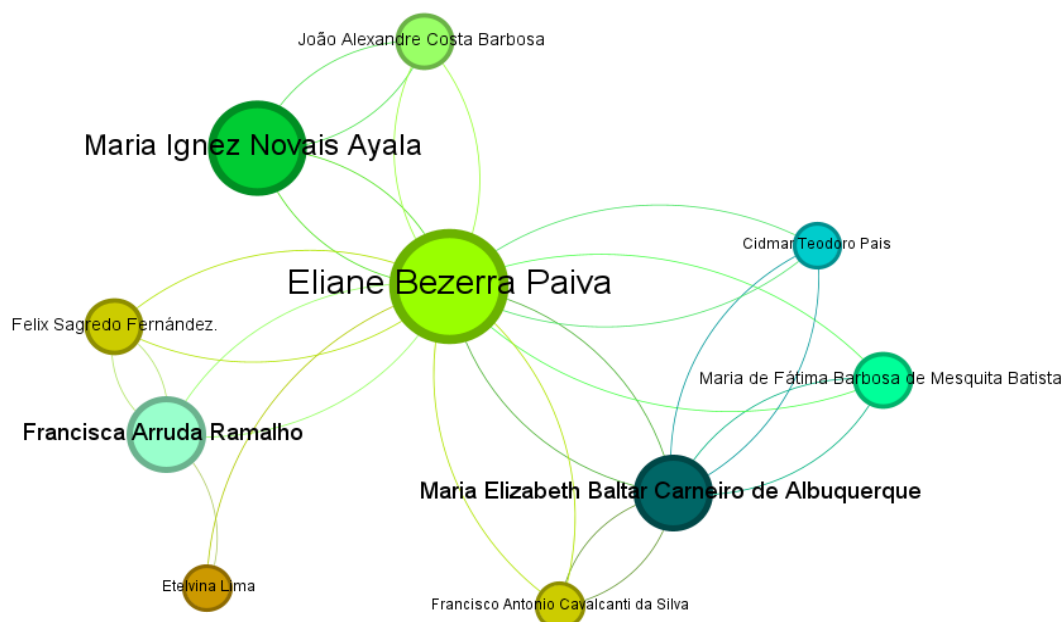 João Alexandre Costa Barbosa
Maria Ignez Novais Ayala
Cidmar Teodoro Pais
Eliane Bezerra Paiva
Felix Sagredo Fernández.
Maria de Fátima Barbosa de Mesquita Batista
Francisca Arruda Ramalho
Maria Elizabeth Baltar Carneiro de Albuquerque
Etelvina Lima
Francisco Antonio Cavalcanti da Silva